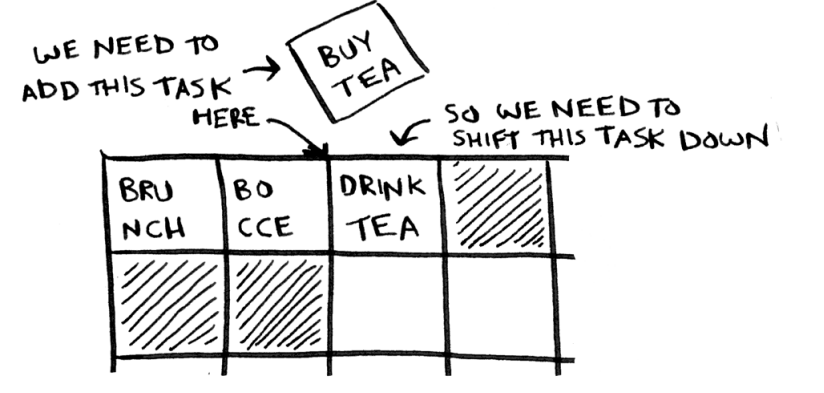 WE NEED TO
ADD THIS TASK
BUY
TEA
HERE
SO WE NEED TO
SHIFT THIS TASK DOWN
BRU
NCH
BO
CCE
DRINK
TEA